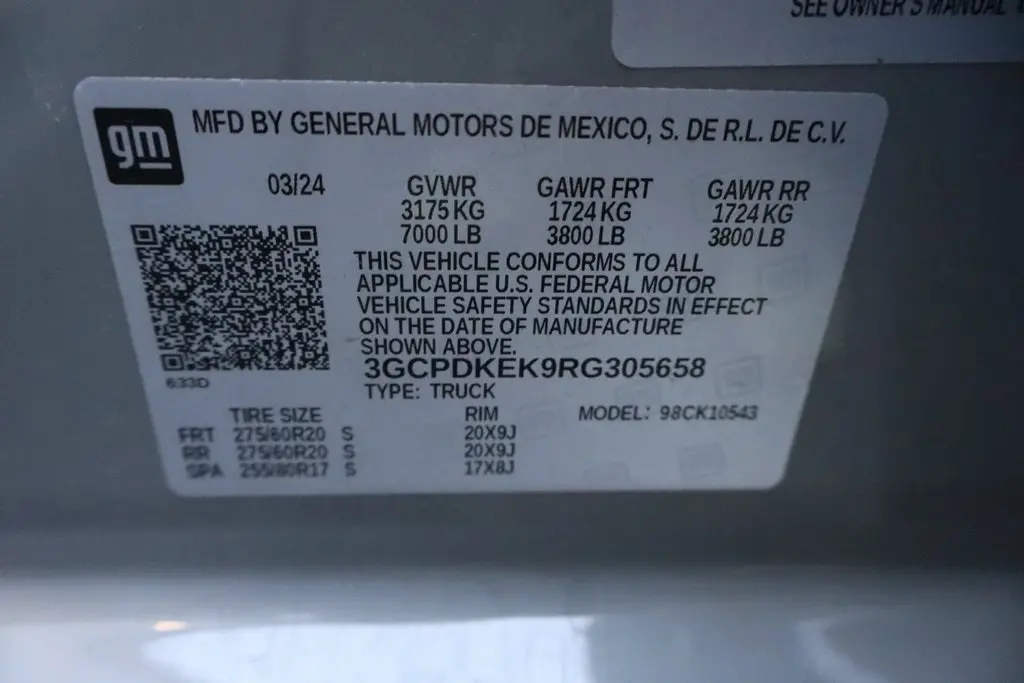 SEE OWNER'S MANUAL
gm
MFD BY GENERAL MOTORS DE MEXICO, S. DE R.L. DE C.V.
03/24 GVWR GAWR FRT GAWR RR
3175 KG 1724 KG 1724 KG
7000 LB 3800 LB 3800 LB
THIS VEHICLE CONFORMS TO ALL
APPLICABLE U.S. FEDERAL MOTOR
VEHICLE SAFETY STANDARDS IN EFFECT
ON THE DATE OF MANUFACTURE
SHOWN ABOVE.
3GCPDKEK9RG305658
633D
TYPE: TRUCK
TIRE SIZE RIM MODEL: 98CK10543
FRT 275/60R20 S 20X9J
RR 275/60R20 S 20X9J
SPA 255/80R17 S 17X8J